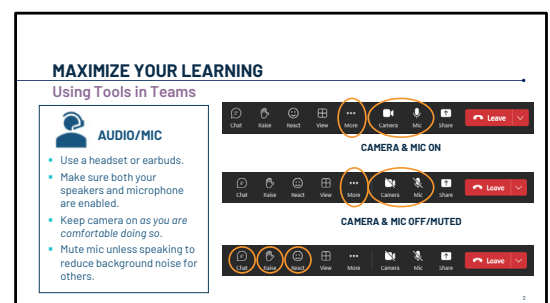 MAXIMIZE YOUR LEARNING
Using Tools in Teams
AUDIO/MIC
Use a headset or earbuds.
Make sure both your
speakers and microphone
are enabled.
Keep camera on as you are
comfortable doing so.
Mute mic unless speaking to
reduce background noise for
others.
Chat Raise React View More Camera Mic Share Leave
CAMERA & MIC ON
Chat Raise React View More Camera Mic Share Leave
CAMERA & MIC OFF/MUTED
Chat Raise React View More Camera Mic Share Leave
2